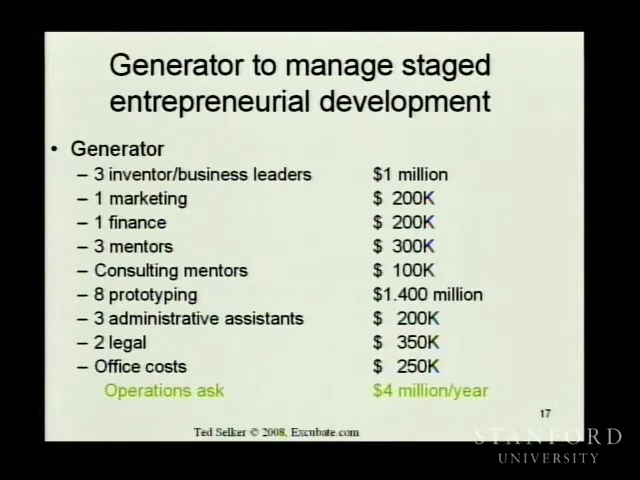 Generator to manage staged
entrepreneurial development
• Generator
– 3 inventor/business leaders $1 million
– 1 marketing $ 200K
– 1 finance $ 200K
– 3 mentors $ 300K
– Consulting mentors $ 100K
– 8 prototyping $1.400 million
– 3 administrative assistants $ 200K
– 2 legal $ 350K
– Office costs $ 250K
Operations ask $4 million/year
17
Ted Selker © 2008, Excubate.com
STANFORD
UNIVERSITY